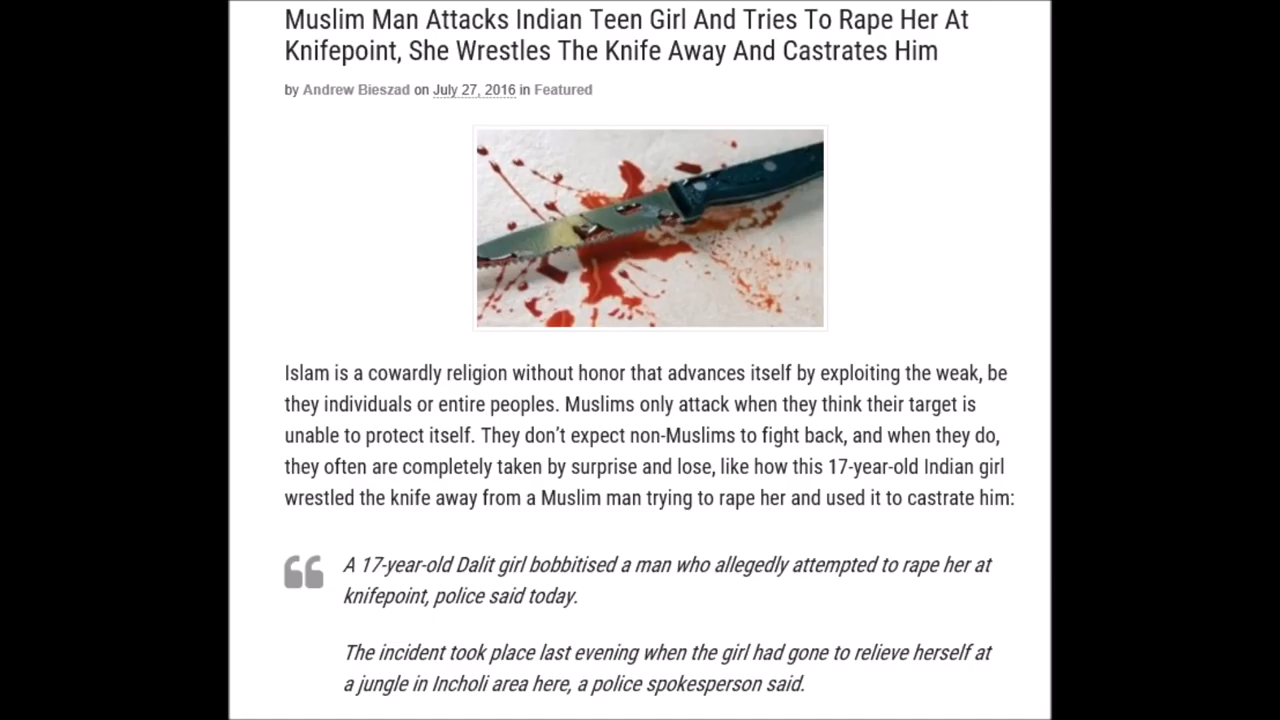 Muslim Man Attacks Indian Teen Girl And Tries To Rape Her At
Knifepoint, She Wrestles The Knife Away And Castrates Him
by Andrew Bieszad on July 27, 2016 in Featured
Islam is a cowardly religion without honor that advances itself by exploiting the weak, be
they individuals or entire peoples. Muslims only attack when they think their target is
unable to protect itself. They don’t expect non-Muslims to fight back, and when they do,
they often are completely taken by surprise and lose, like how this 17-year-old Indian girl
wrestled the knife away from a Muslim man trying to rape her and used it to castrate him:
A 17-year-old Dalit girl bobbitised a man who allegedly attempted to rape her at
knifepoint, police said today.
The incident took place last evening when the girl had gone to relieve herself at
a jungle in Incholi area here, a police spokesperson said.